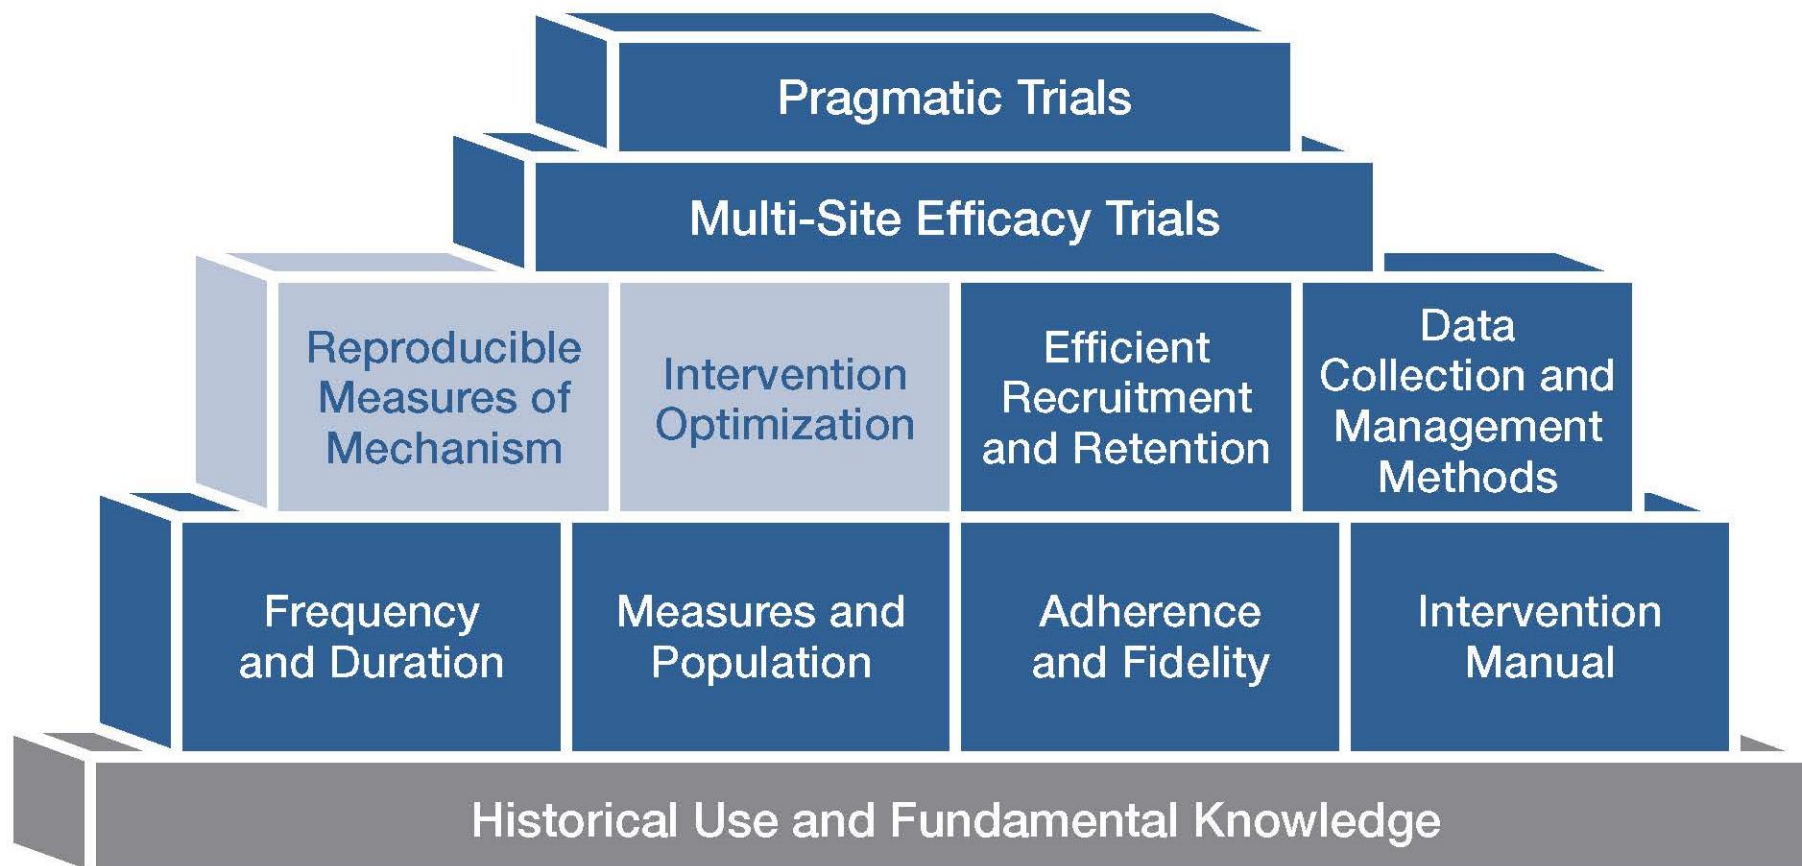 Pragmatic Trials
Multi-Site Efficacy Trials
Reproducible
Measures of
Mechanism
Intervention
Optimization
Efficient
Recruitment
and Retention
Data
Collection and
Management
Methods
Frequency
and Duration
Measures and
Population
Adherence
and Fidelity
Intervention
Manual
Historical Use and Fundamental Knowledge